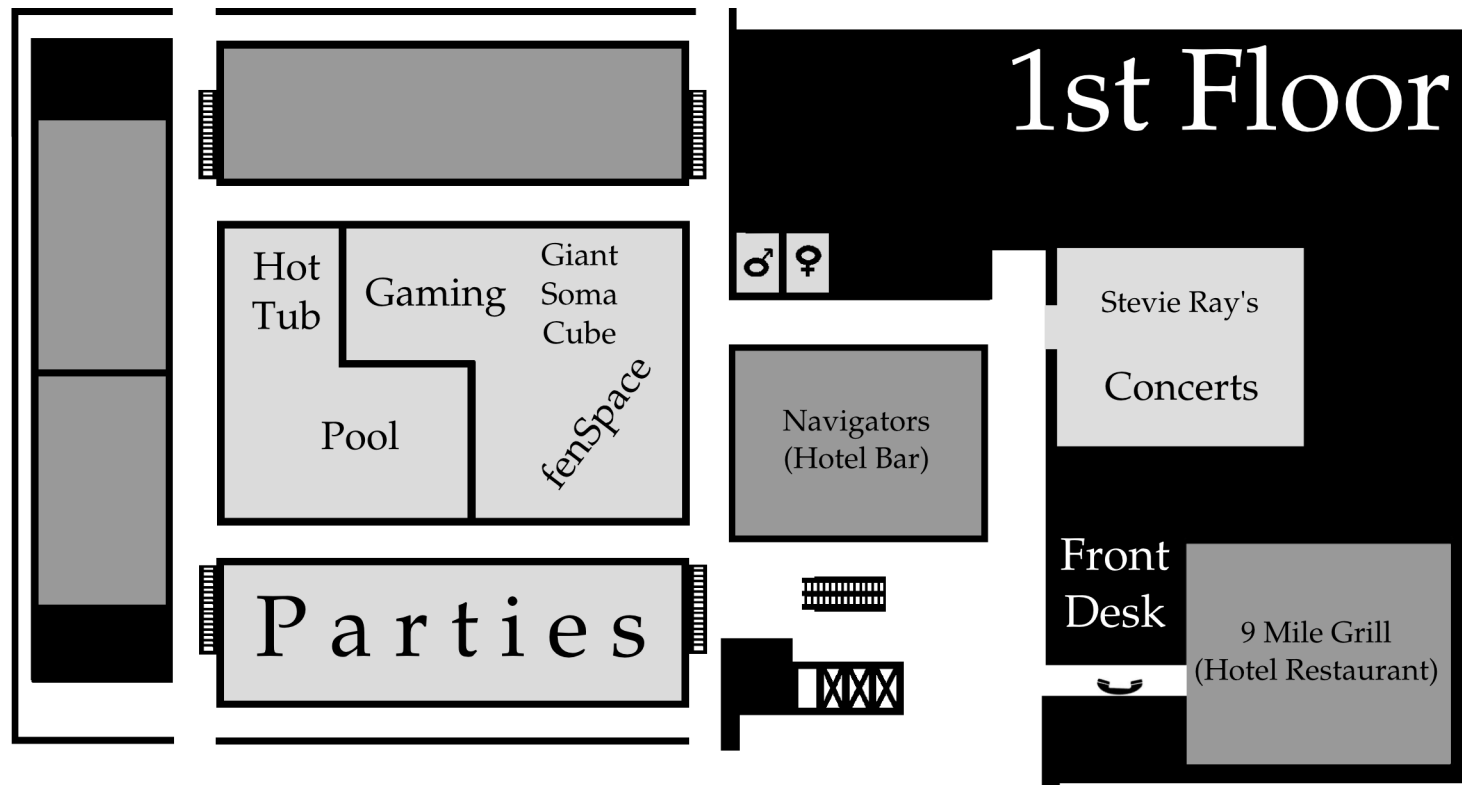 1st Floor
Hot
Tub
Gaming
Giant
Soma
Cube
fenSpace
Pool
Stevie Ray's
Concerts
Navigators
(Hotel Bar)
Front
Desk
Parties
9 Mile Grill
(Hotel Restaurant)